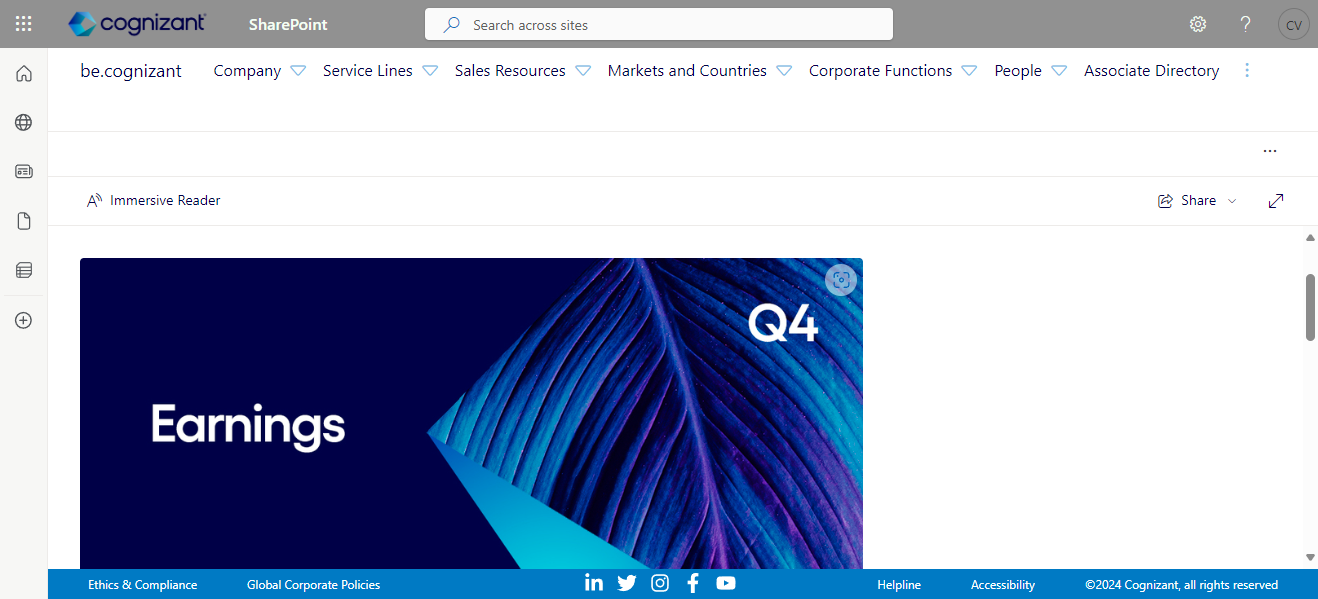 cognizant SharePoint Search across sites ? CV
be.cognizant Company Service Lines Sales Resources Markets and Countries Corporate Functions People Associate Directory
Immersive Reader Share
Q4
Earnings
Ethics & Compliance Global Corporate Policies Helpline Accessibility ©2024 Cognizant, all rights reserved